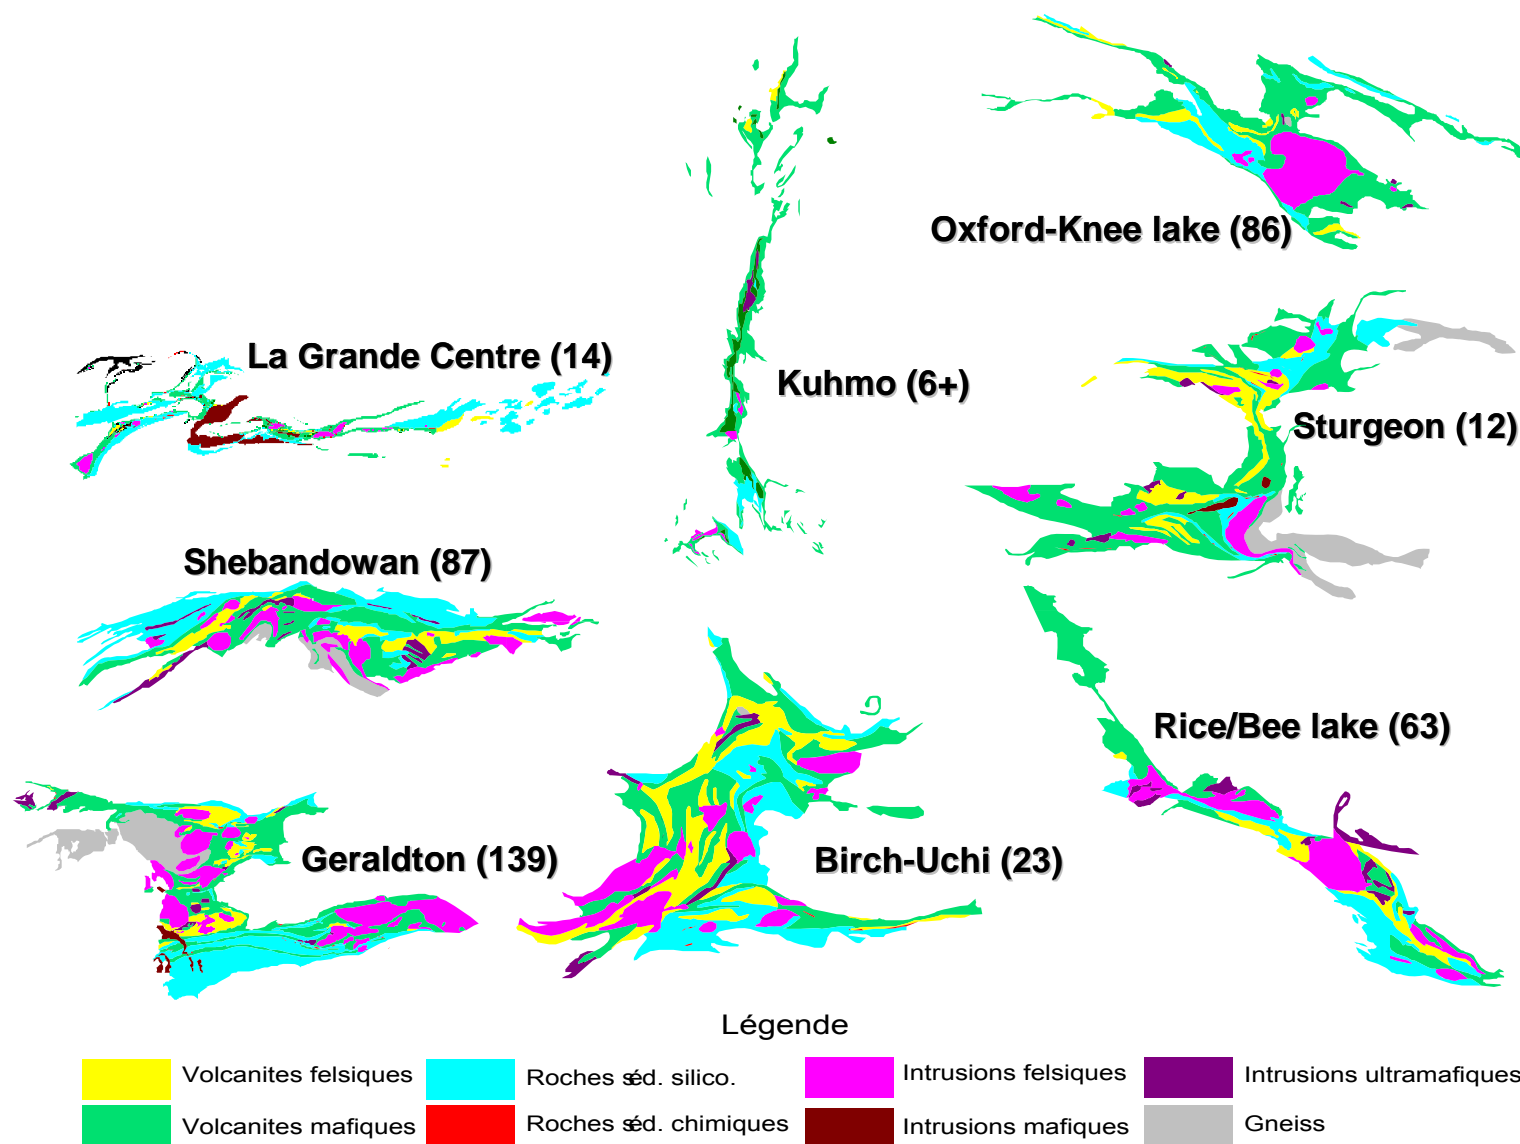 Oxford-Knee lake (86)
La Grande Centre (14)
Kuhmo (6+)
Sturgeon (12)
Shebandowan (87)
Rice/Bee lake (63)
Geraldton (139)
Birch-Uchi (23)
Légende
Volcanites felsiques
Roches séd. silico.
Intrusions felsiques
Intrusions ultramafiques
Volcanites mafiques
Roches séd. chimiques
Intrusions mafiques
Gneiss